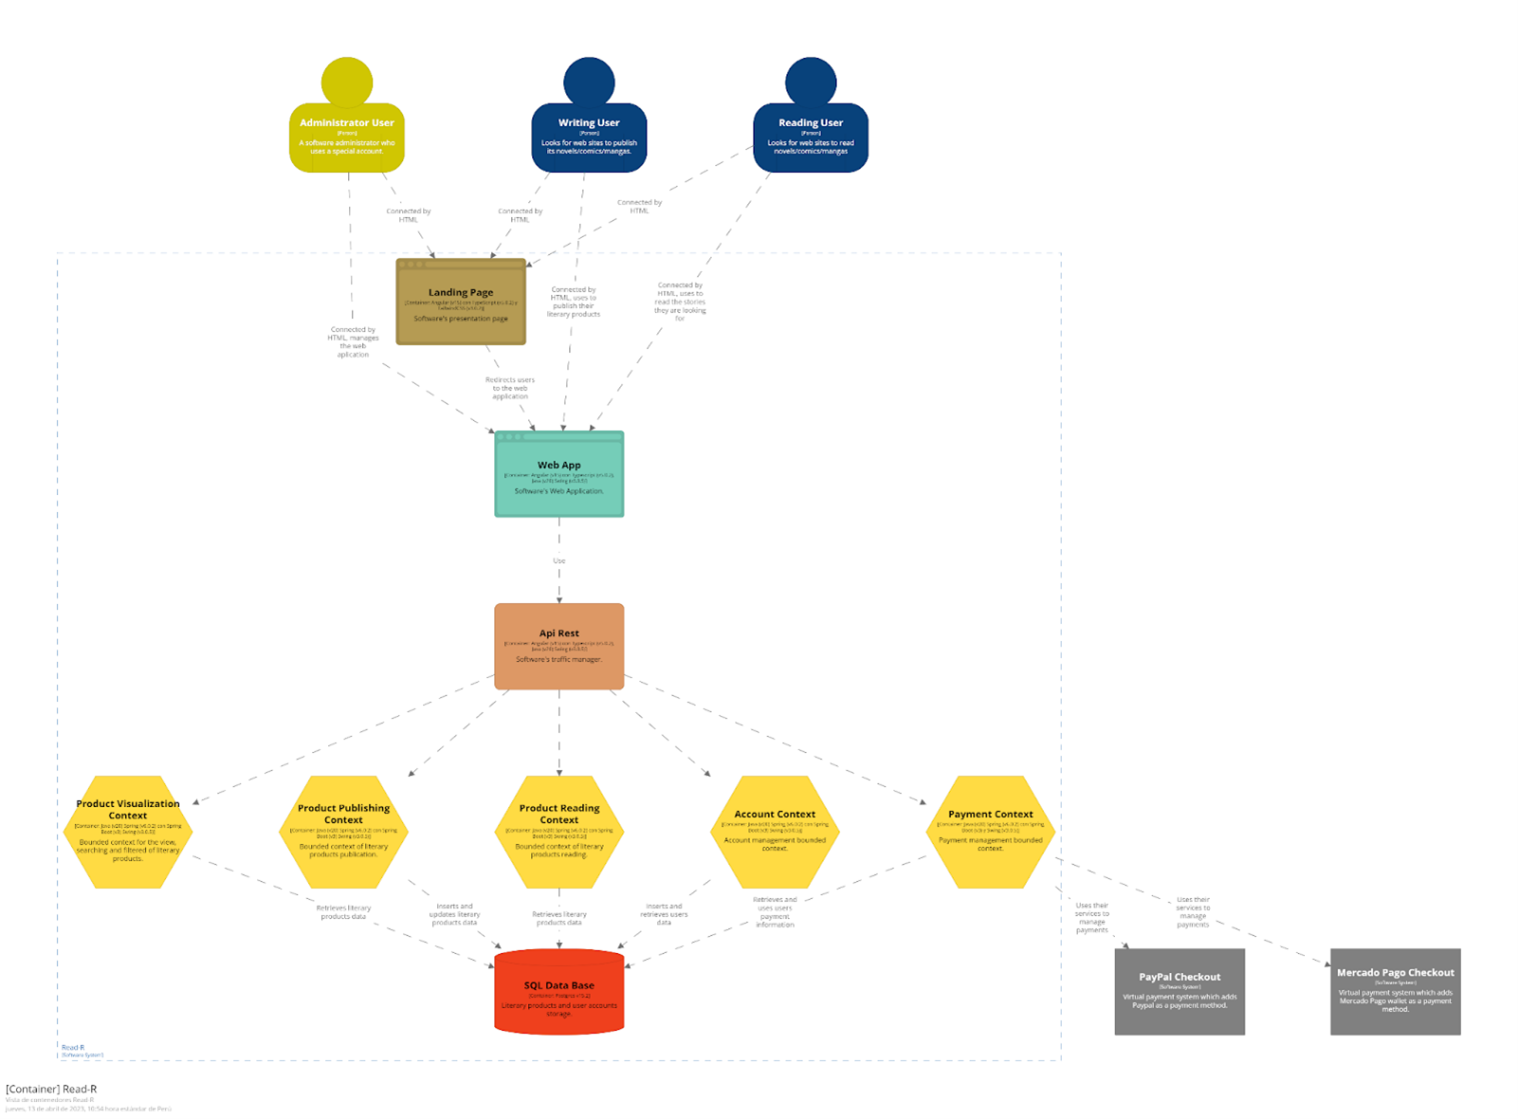 Administrator User
[Person]
A software administrator who
uses a special account.
Writing User
[Person]
Looks for web sites to publish
its novels/comics/mangas.
Reading User
[Person]
Looks for web sites to read
novels/comics/mangas
Connected by
HTML
Connected by
HTML
Connected by
HTML
Landing Page
Software's presentation page
Connected by
HTML, uses to
publish their
literary products
Connected by
HTML, uses to
read the stories
they are looking
for
Connected by
HTML, manages
the web
aplication
Redirects users
to the web
application
Web App
Software's Web Application.
Use
Api Rest
Software's traffic manager.
Product Visualization
Context
Bounded context for the view,
searching and filtered of literary
products.
Product Publishing
Context
Bounded context of literary
products publication.
Product Reading
Context
Bounded context of literary
products reading.
Account Context
Account management bounded
context.
Payment Context
Payment management bounded
context.
Retrieves literary
products data
Inserts and
updates literary
products data
Retrieves literary
products data
Inserts and
retrieves users
data
Retrieves and
uses users
payment
information
Uses their
services to
manage
payments
Uses their
services to
manage
payments
SQL Data Base
Literary products and user accounts
storage.
PayPal Checkout
[Software System]
Virtual payment system which adds
Paypal as a payment method.
Mercado Pago Checkout
[Software System]
Virtual payment system which adds
Mercado Pago wallet as a payment
method.
Read-R
[Software System]
[Container] Read-R
Vista de contenedores Read-R
jueves, 13 de abril de 2023, 10:54 hora estándar de Perú